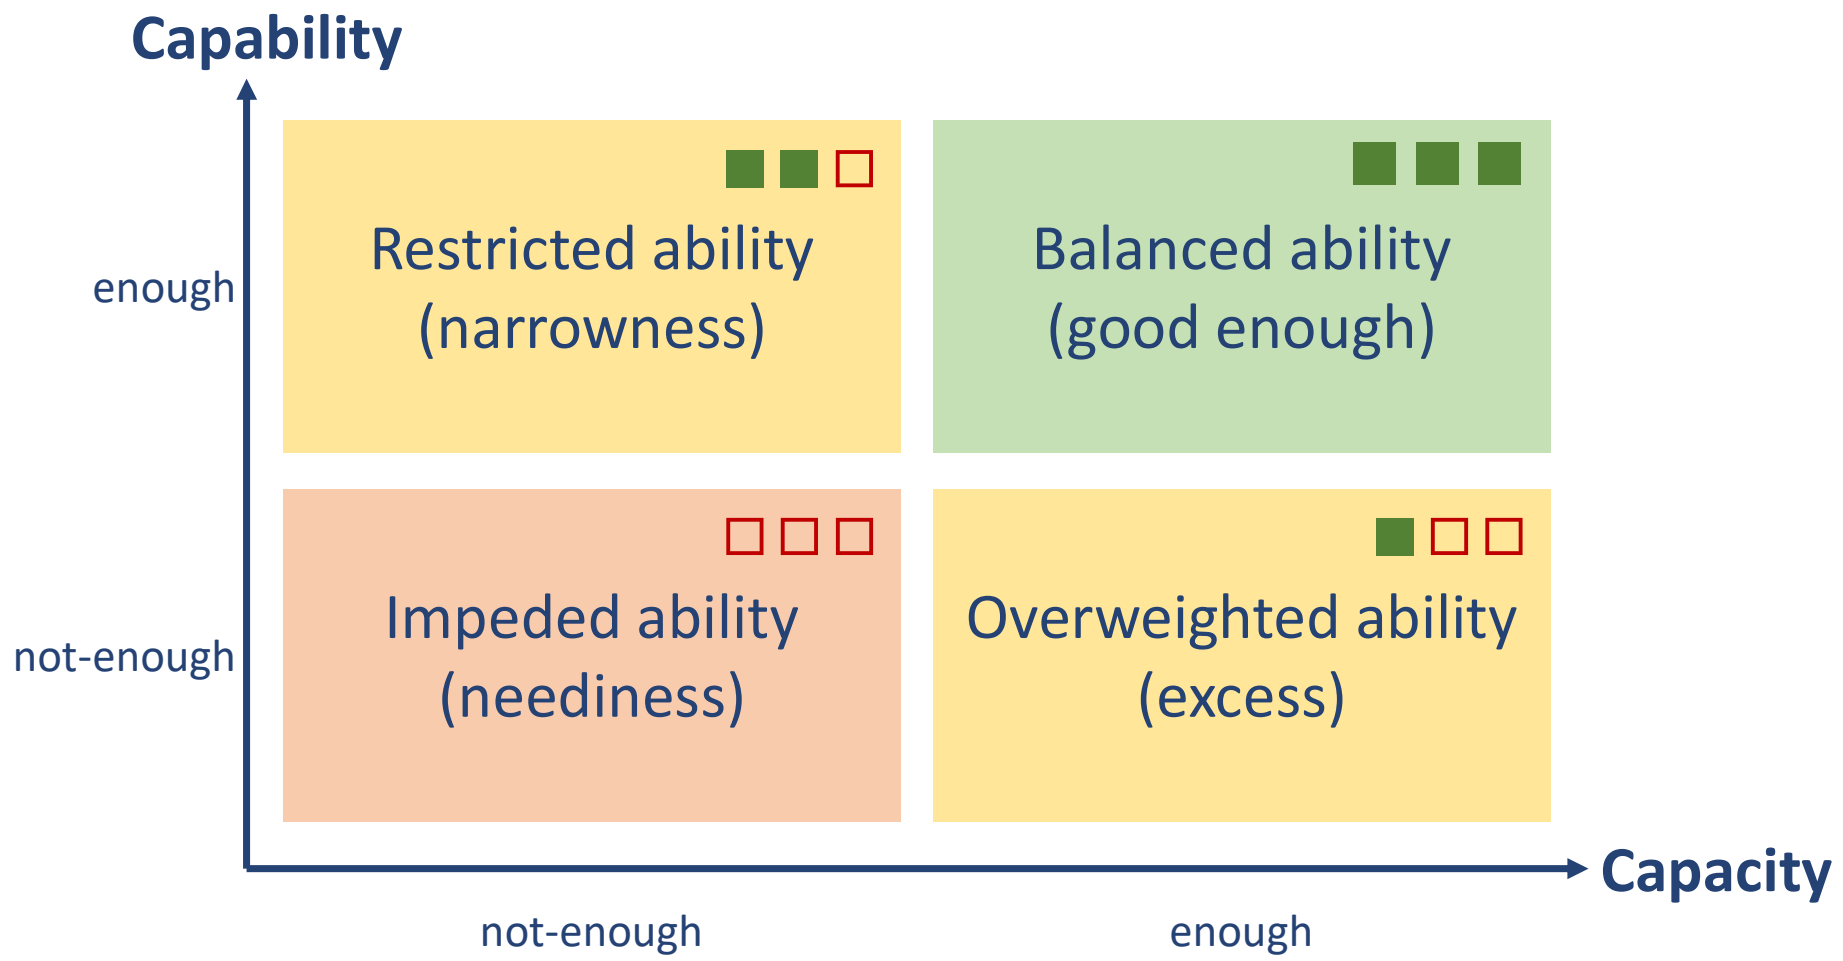 Capability
enough
Restricted ability
(narrowness)
Balanced ability
(good enough)
not-enough
Impeded ability
(neediness)
Overweighted ability
(excess)
Capacity
not-enough
enough